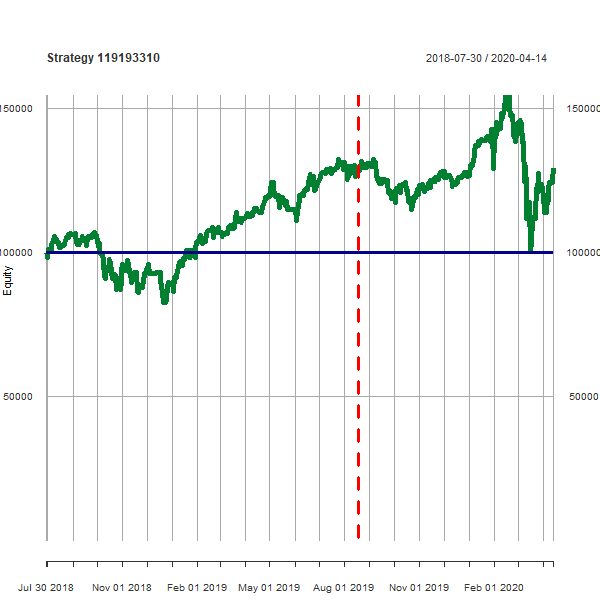 Strategy 119193310
2018-07-30 / 2020-04-14
150000
150000
100000
100000
Equity
50000
50000
Jul 30 2018
Nov 01 2018
Feb 01 2019
May 01 2019
Aug 01 2019
Nov 01 2019
Feb 01 2020